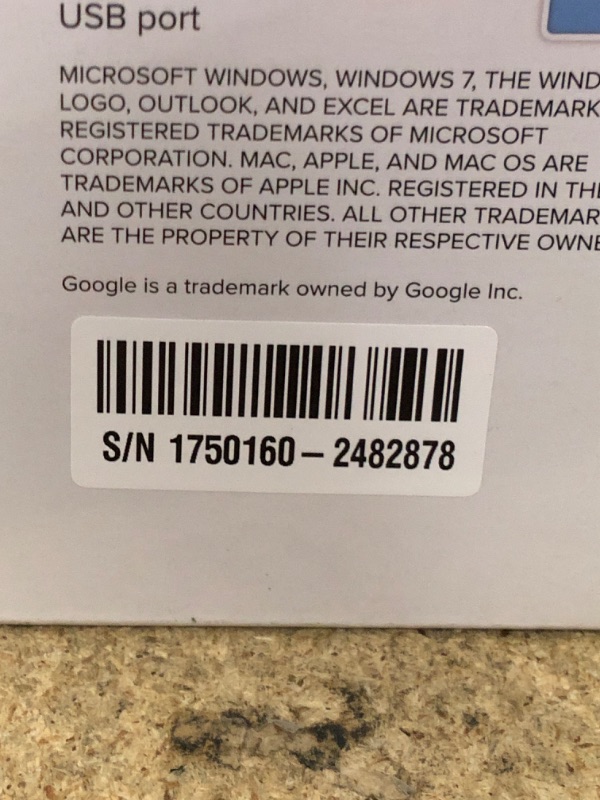 USB port
MICROSOFT WINDOWS, WINDOWS 7, THE WIND
LOGO, OUTLOOK, AND EXCEL ARE TRADEMARK
REGISTERED TRADEMARKS OF MICROSOFT
CORPORATION. MAC, APPLE, AND MAC OS ARE
TRADEMARKS OF APPLE INC. REGISTERED IN TH
AND OTHER COUNTRIES. ALL OTHER TRADEMAR
ARE THE PROPERTY OF THEIR RESPECTIVE OWNE
Google is a trademark owned by Google Inc.
S/N 1750160–2482878